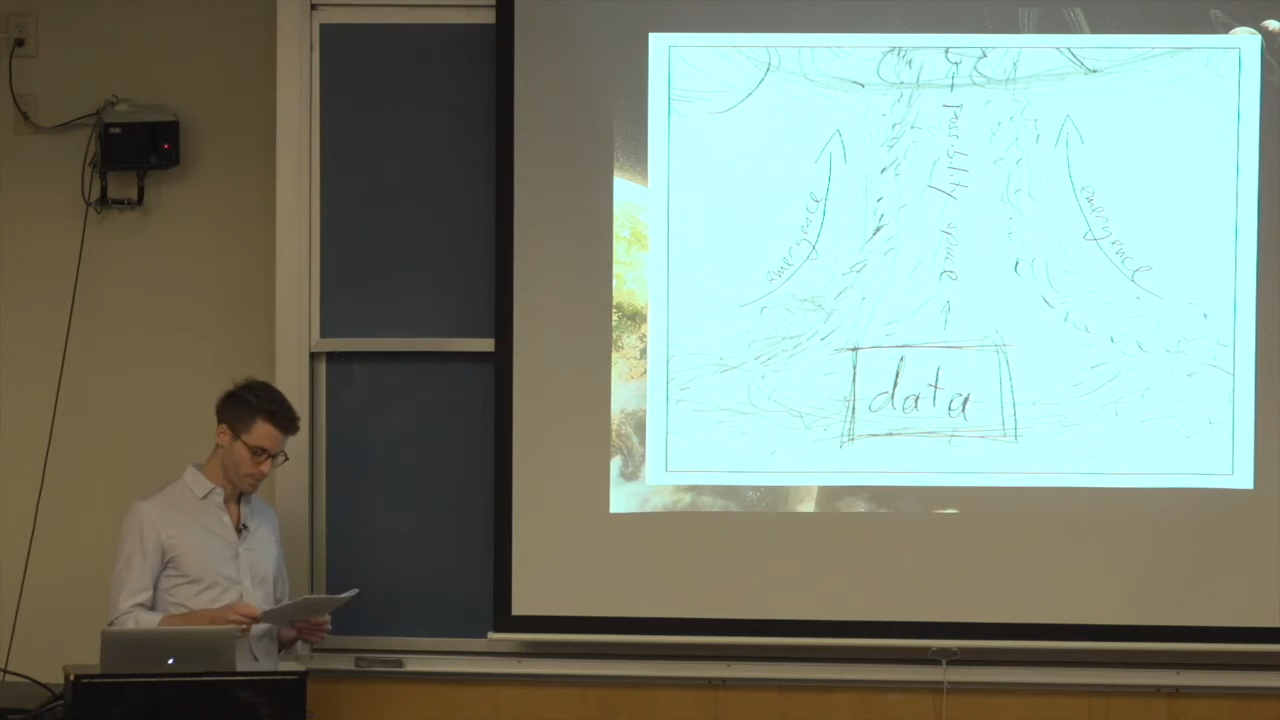 possibility space
emergence
emergence
data